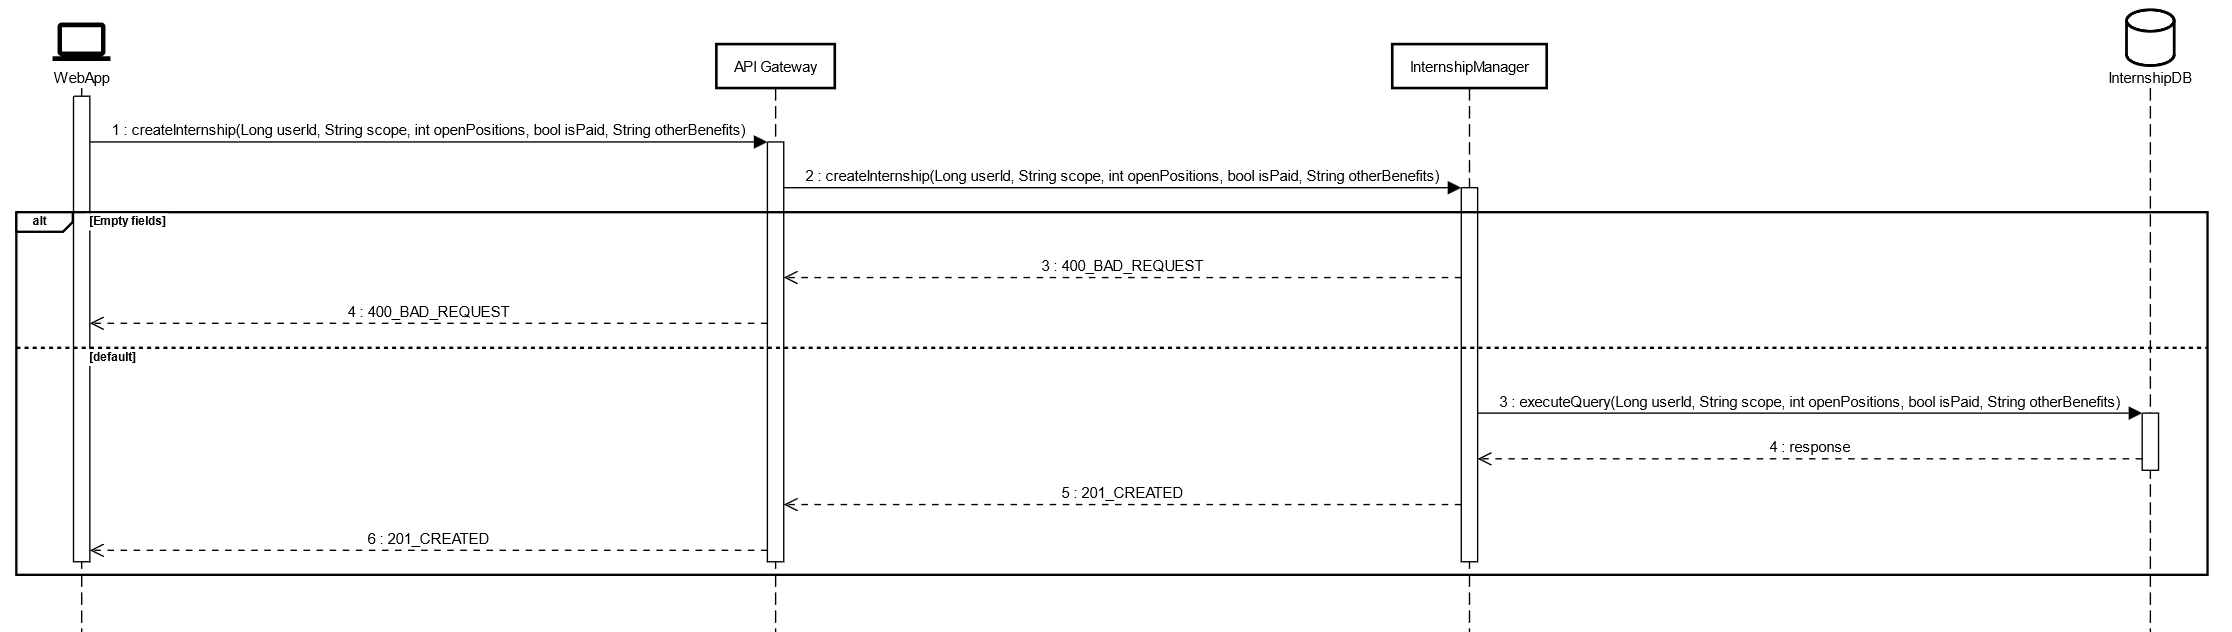 WebApp
API Gateway
InternshipManager
InternshipDB
1 : createInternship(Long userId, String scope, int openPositions, bool isPaid, String otherBenefits)
2 : createInternship(Long userId, String scope, int openPositions, bool isPaid, String otherBenefits)
alt
[Empty fields]
3 : 400_BAD_REQUEST
4 : 400_BAD_REQUEST
[default]
3 : executeQuery(Long userId, String scope, int openPositions, bool isPaid, String otherBenefits)
4 : response
5 : 201_CREATED
6 : 201_CREATED